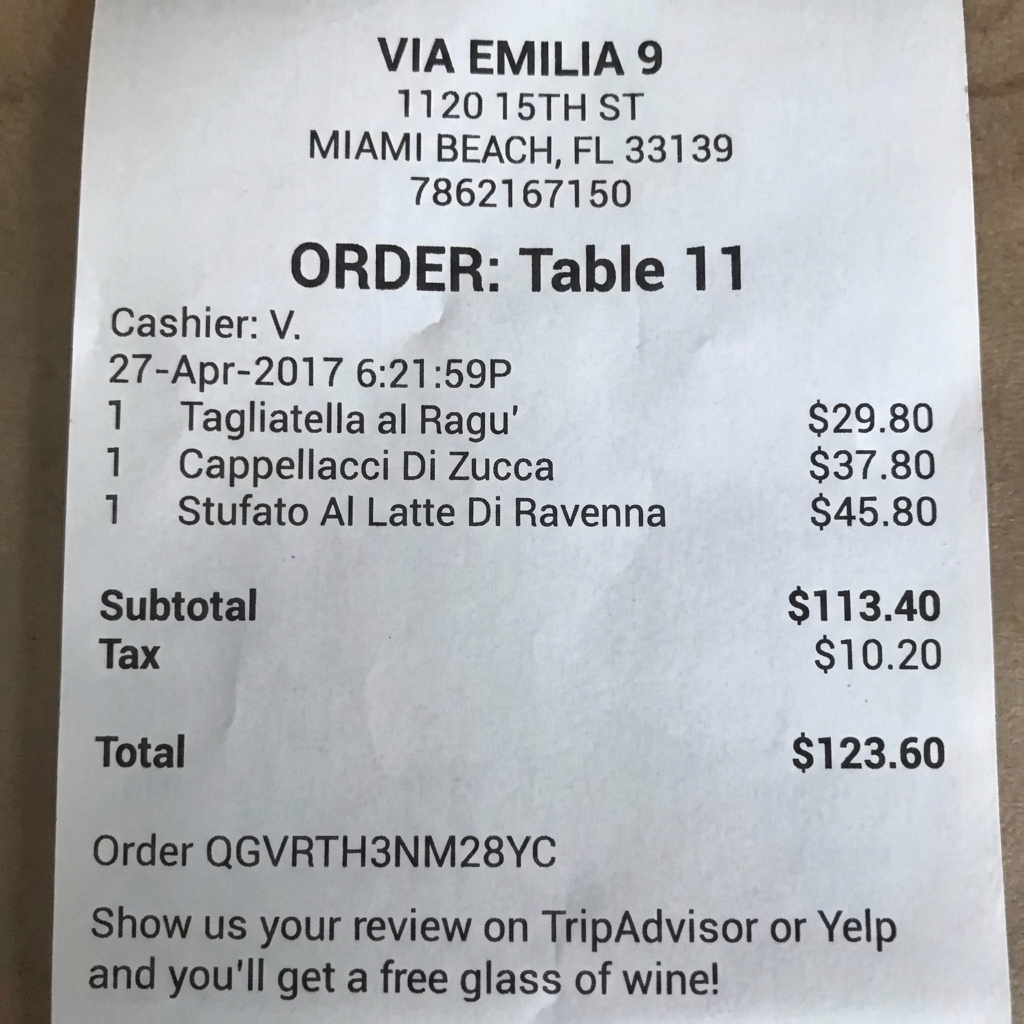 VIA EMILIA 9
1120 15TH ST
MIAMI BEACH, FL 33139
7862167150
ORDER: Table 11
Cashier: V.
27-Apr-2017 6:21:59P
1 Tagliatella al Ragu' $29.80
1 Cappellacci Di Zucca $37.80
1 Stufato Al Latte Di Ravenna $45.80
Subtotal $113.40
Tax $10.20
Total $123.60
Order QGVRTH3NM28YC
Show us your review on TripAdvisor or Yelp
and you'll get a free glass of wine!